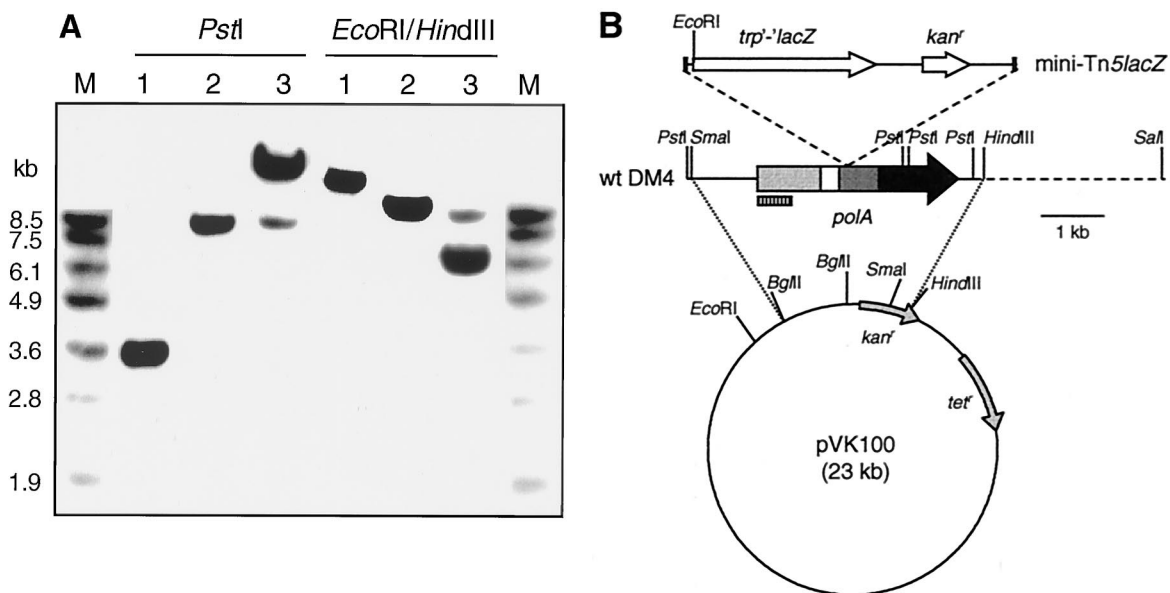 A
PstI
EcoRI/HindIII
M 1 2 3 1 2 3 M
kb
8.5
7.5
6.1
4.9
3.6
2.8
1.9
B
EcoRI
trp'-'lacZ
kanʳ
mini-Tn5lacZ
PstI SmaI
PstI PstI
PstI HindIII
SalI
wt DM4
polA
1 kb
EcoRI
BglII
BglII
SmaI
HindIII
kanʳ
tetʳ
pVK100
(23 kb)